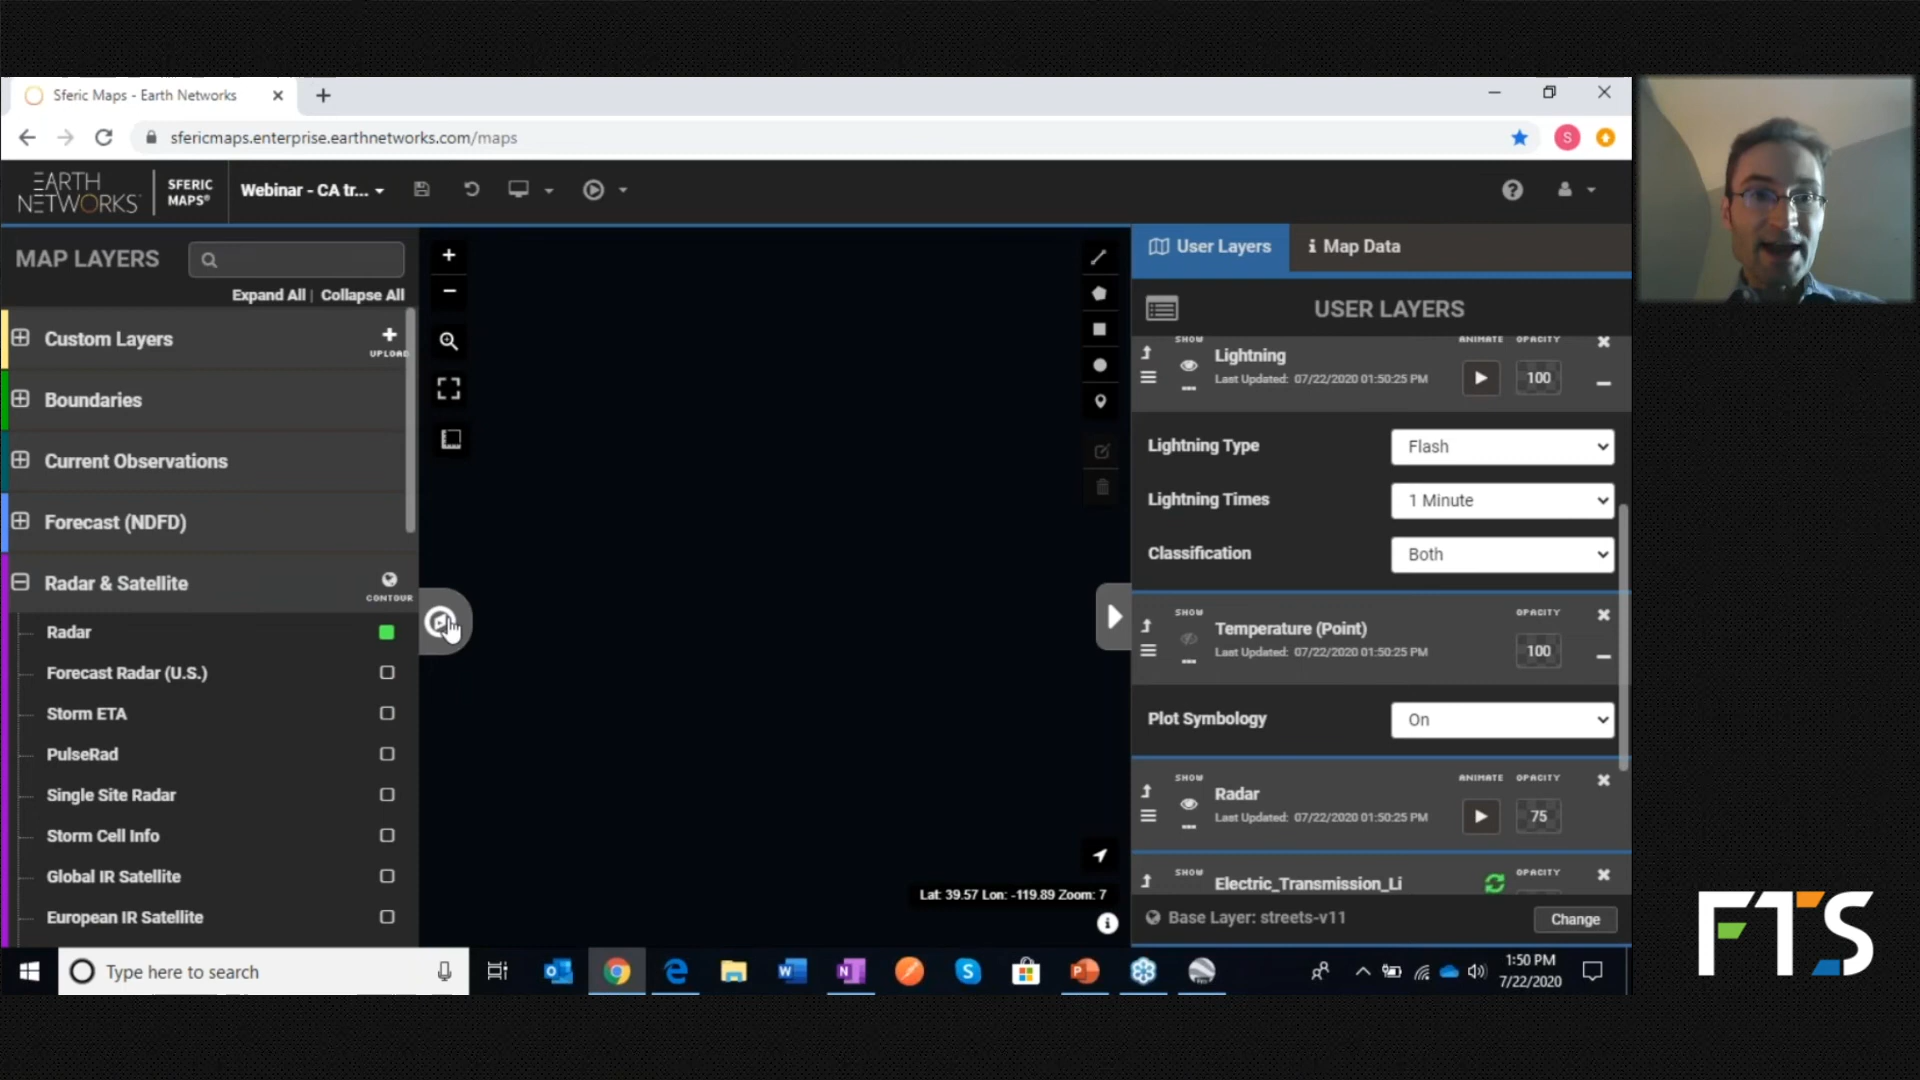 Sferic Maps - Earth Networks
sfericmaps.enterprise.earthnetworks.com/maps
S
EARTH NETWORKS
SFERIC MAPS®
Webinar - CA tr...
MAP LAYERS
Expand All | Collapse All
Custom Layers
UPLOAD
Boundaries
Current Observations
Forecast (NDFD)
Radar & Satellite
CONTOUR
Radar
Forecast Radar (U.S.)
Storm ETA
PulseRad
Single Site Radar
Storm Cell Info
Global IR Satellite
European IR Satellite
Lat: 39.57 Lon: -119.89 Zoom: 7
User Layers
Map Data
USER LAYERS
SHOW
Lightning
Last Updated: 07/22/2020 01:50:25 PM
ANIMATE
OPACITY
100
Lightning Type
Flash
Lightning Times
1 Minute
Classification
Both
SHOW
Temperature (Point)
Last Updated: 07/22/2020 01:50:25 PM
OPACITY
100
Plot Symbology
On
SHOW
Radar
Last Updated: 07/22/2020 01:50:25 PM
ANIMATE
OPACITY
75
SHOW
Electric_Transmission_Li
OPACITY
Base Layer: streets-v11
Change
Type here to search
1:50 PM
7/22/2020
FTS